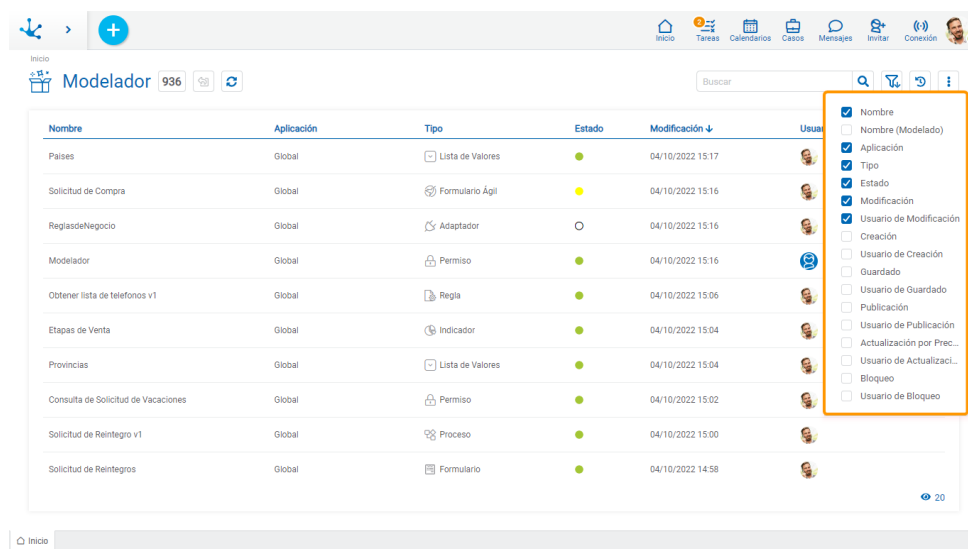 2
Inicio
Tareas
Calendarios
Casos
Mensajes
Invitar
Conexión
Inicio
Modelador 936
Buscar
Nombre Aplicación Tipo Estado Modificación Usuar
Paises Global Lista de Valores 04/10/2022 15:17
Solicitud de Compra Global Formulario Ágil 04/10/2022 15:16
ReglasdeNegocio Global Adaptador 04/10/2022 15:16
Modelador Global Permiso 04/10/2022 15:16
Obtener lista de telefonos v1 Global Regla 04/10/2022 15:06
Etapas de Venta Global Indicador 04/10/2022 15:04
Provincias Global Lista de Valores 04/10/2022 15:04
Consulta de Solicitud de Vacaciones Global Permiso 04/10/2022 15:02
Solicitud de Reintegro v1 Global Proceso 04/10/2022 15:00
Solicitud de Reintegros Global Formulario 04/10/2022 14:58
Nombre
Nombre (Modelado)
Aplicación
Tipo
Estado
Modificación
Usuario de Modificación
Creación
Usuario de Creación
Guardado
Usuario de Guardado
Publicación
Usuario de Publicación
Actualización por Prec...
Usuario de Actualizaci...
Bloqueo
Usuario de Bloqueo
20
Inicio